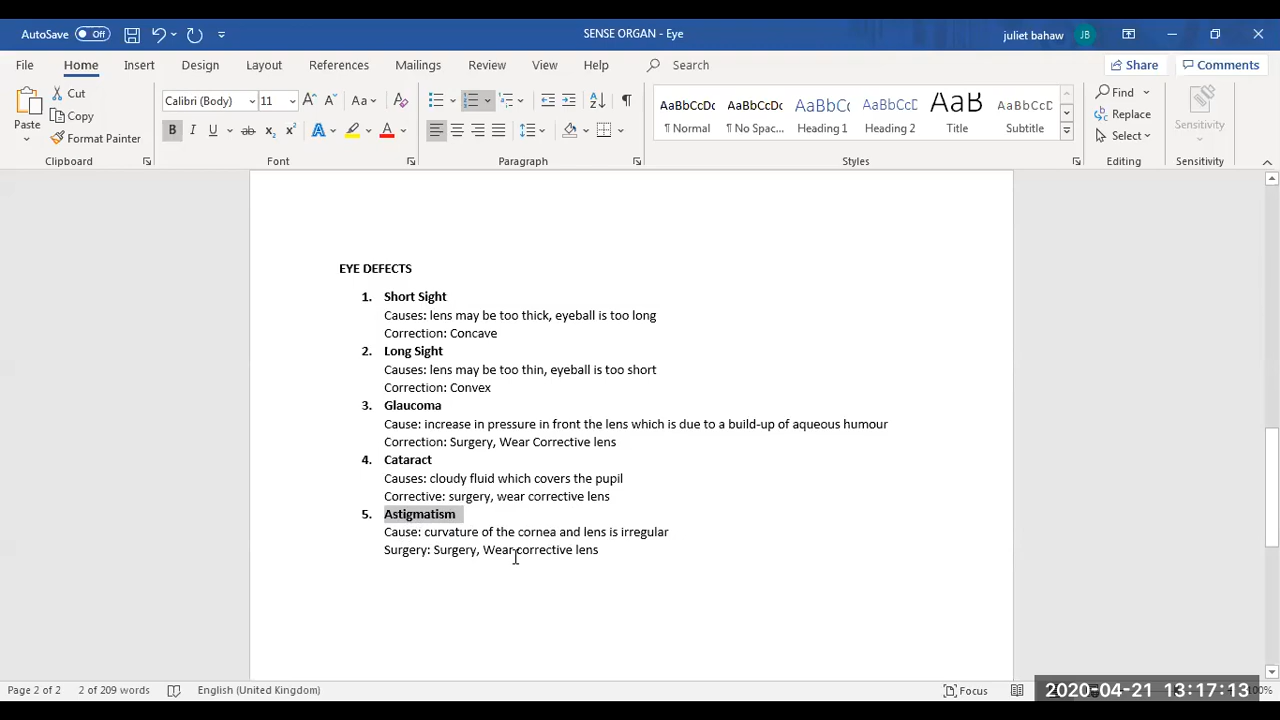 AutoSave Off SENSE ORGAN - Eye juliet bahaw JB
File Home Insert Design Layout References Mailings Review View Help Search Share Comments
Paste Cut Copy Format Painter Clipboard
Calibri (Body) 11 Aa Font
Paragraph
AaBbCcDc AaBbCcDc AaBbCc AaBbCcD AaB AaBbCcD
¶ Normal ¶ No Spac... Heading 1 Heading 2 Title Subtitle
Styles
Find Replace Select Editing
Sensitivity Sensitivity
EYE DEFECTS
1. Short Sight
Causes: lens may be too thick, eyeball is too long
Correction: Concave
2. Long Sight
Causes: lens may be too thin, eyeball is too short
Correction: Convex
3. Glaucoma
Cause: increase in pressure in front the lens which is due to a build-up of aqueous humour
Correction: Surgery, Wear Corrective lens
4. Cataract
Causes: cloudy fluid which covers the pupil
Corrective: surgery, wear corrective lens
5. Astigmatism
Cause: curvature of the cornea and lens is irregular
Surgery: Surgery, Wear corrective lens
Page 2 of 2 2 of 209 words English (United Kingdom) Focus 100%
2020-04-21 13:17:13